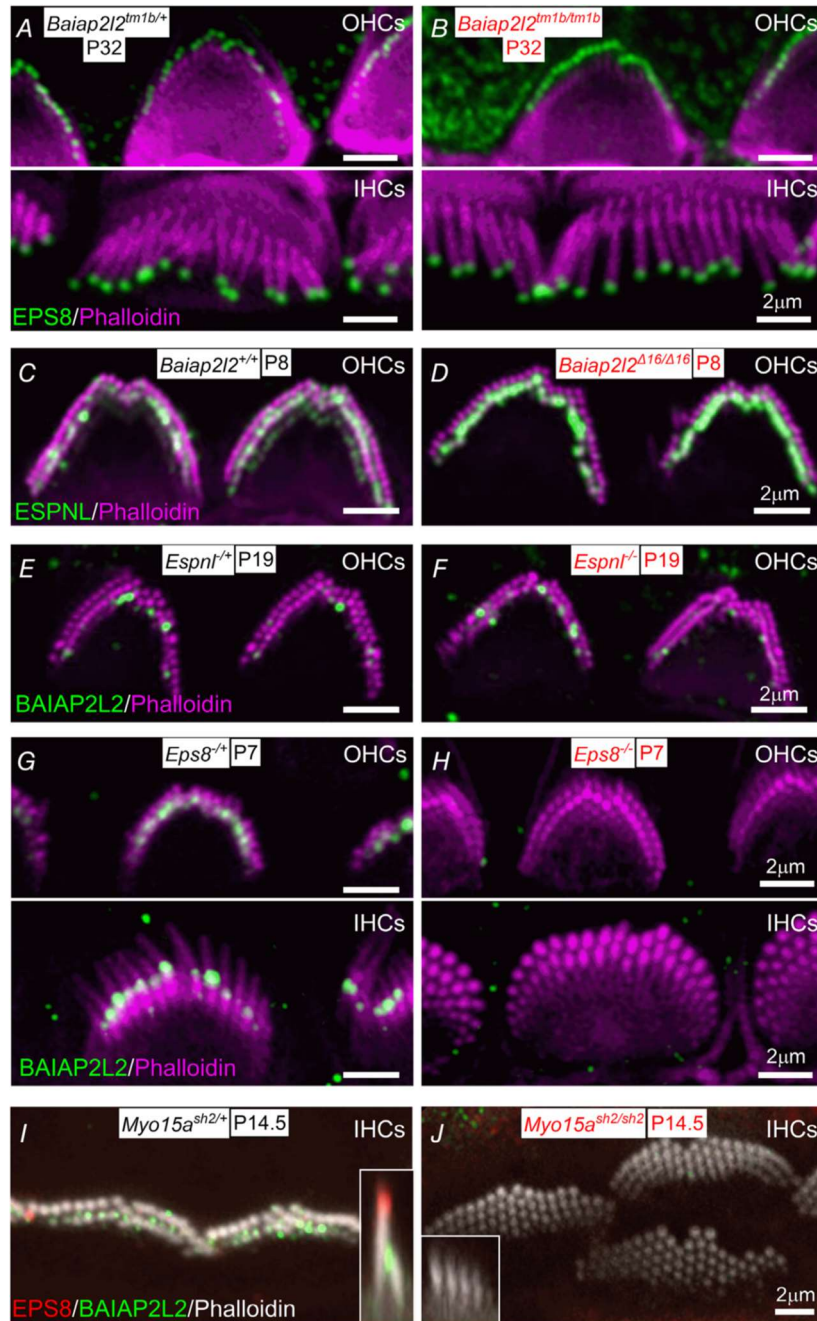 A Baiap2l2tm1b/+ OHCs
P32
B Baiap2l2tm1b/tm1b OHCs
P32
IHCs
EPS8/Phalloidin
IHCs
2μm
C Baiap2l2+/+ P8 OHCs
ESPNL/Phalloidin
D Baiap2l2Δ16/Δ16 P8 OHCs
2μm
E Espnl-/+ P19 OHCs
BAIAP2L2/Phalloidin
F Espnl-/- P19 OHCs
2μm
G Eps8-/+ P7 OHCs
H Eps8-/- P7 OHCs
2μm
IHCs
BAIAP2L2/Phalloidin
IHCs
2μm
I Myo15ash2/+ P14.5 IHCs
EPS8/BAIAP2L2/Phalloidin
J Myo15ash2/sh2 P14.5 IHCs
2μm